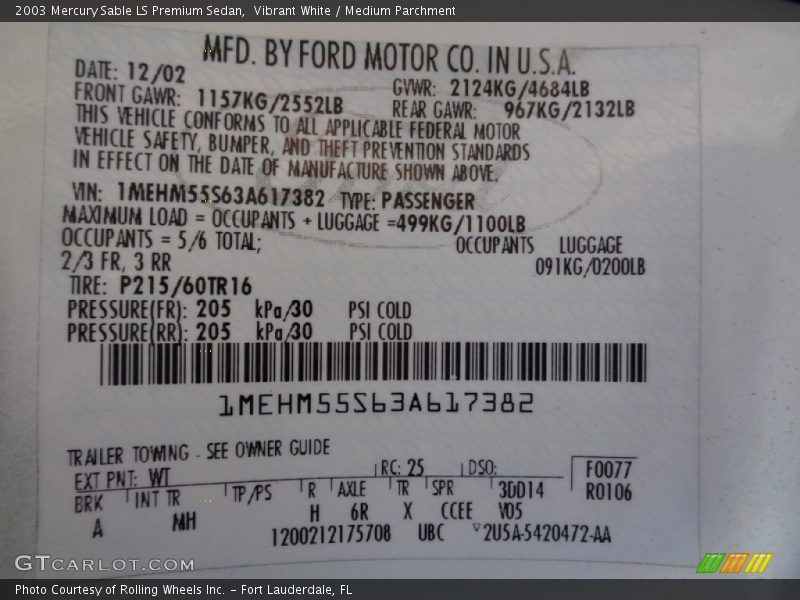 2003 Mercury Sable LS Premium Sedan,  Vibrant White / Medium Parchment
MFD. BY FORD MOTOR CO. IN U.S.A.
DATE: 12/02 GVWR: 2124KG/4684LB
FRONT GAWR: 1157KG/2552LB REAR GAWR: 967KG/2132LB
THIS VEHICLE CONFORMS TO ALL APPLICABLE FEDERAL MOTOR
VEHICLE SAFETY, BUMPER, AND THEFT PREVENTION STANDARDS
IN EFFECT ON THE DATE OF MANUFACTURE SHOWN ABOVE.
VIN: 1MEHM55S63A617382 TYPE: PASSENGER
MAXIMUM LOAD = OCCUPANTS + LUGGAGE =499KG/1100LB
OCCUPANTS = 5/6 TOTAL; OCCUPANTS LUGGAGE
2/3 FR, 3 RR 091KG/0200LB
TIRE: P215/60TR16
PRESSURE(FR): 205 kPa/30 PSI COLD
PRESSURE(RR): 205 kPa/30 PSI COLD
1MEHM55S63A617382
TRAILER TOWING - SEE OWNER GUIDE
EXT PNT: WT RC: 25 DSO: F0077
BRK INT TR TP/PS R AXLE TR SPR 3DD14 R0106
A MH H 6R X CCEE V05
1200212175708 UBC 2U5A-5420472-AA
GTCARLOT.COM
Photo Courtesy of Rolling Wheels Inc. – Fort Lauderdale, FL